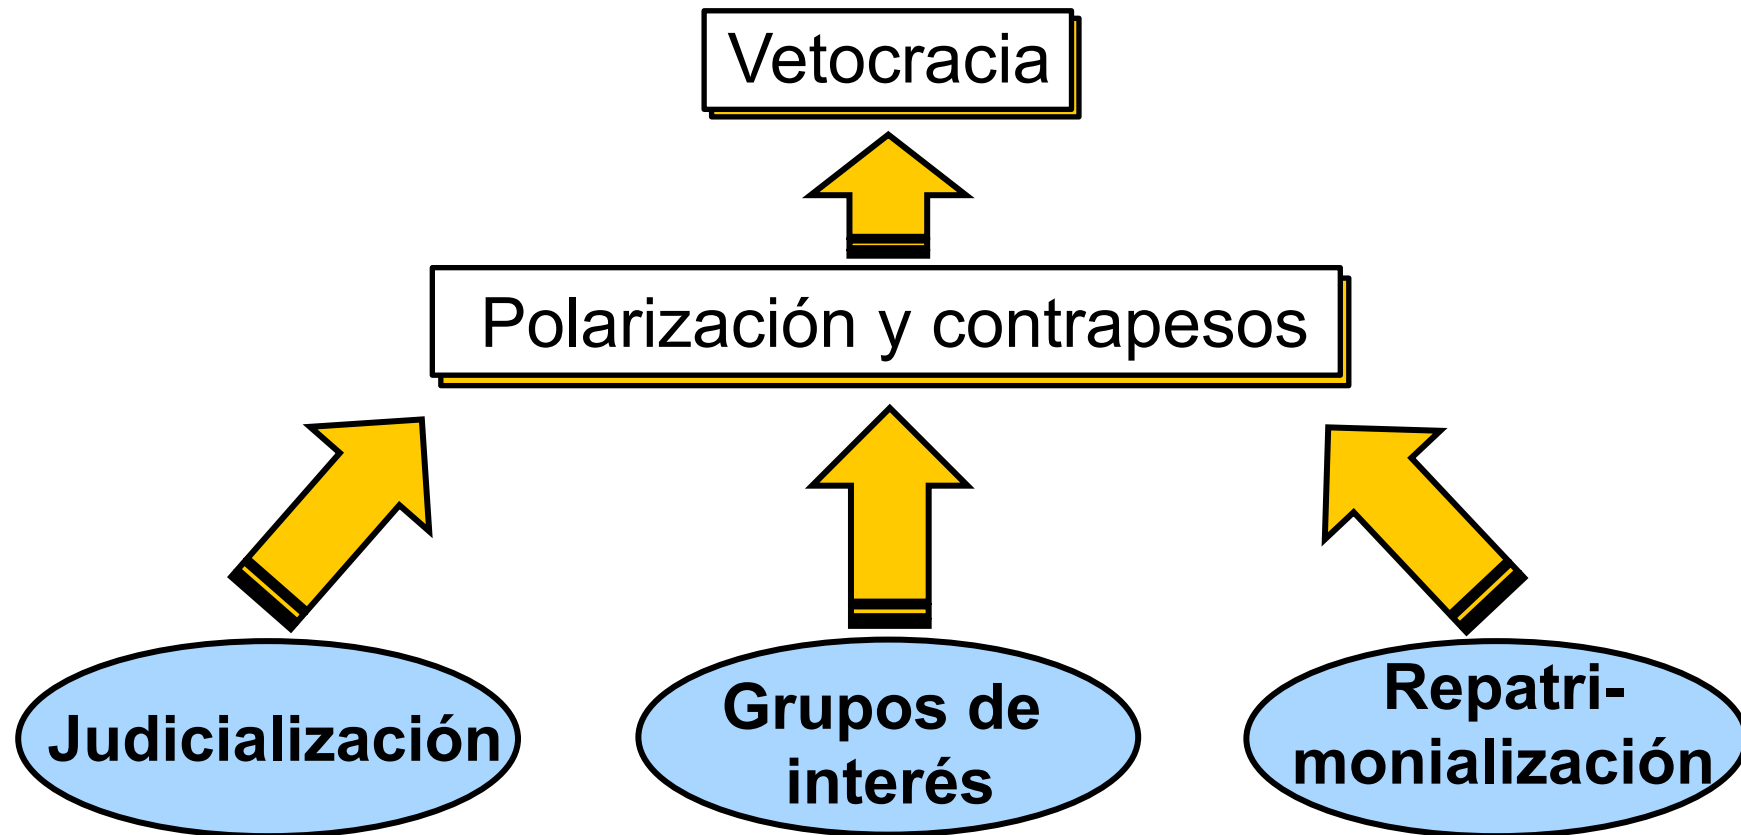 Vetocracia
Polarización y contrapesos
Judicialización
Grupos de
interés
Repatri-
monialización